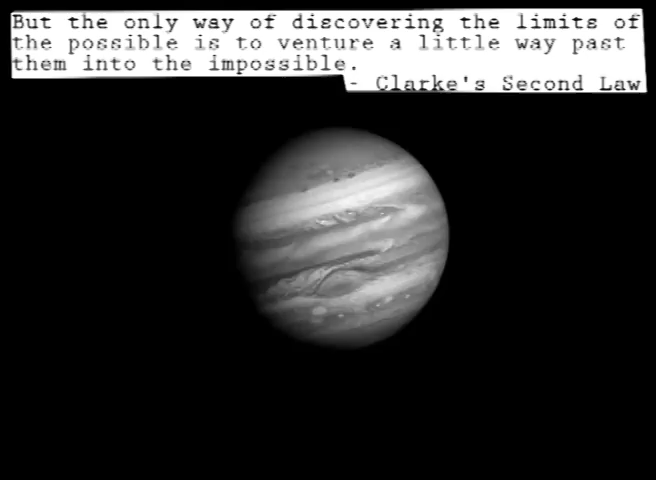 But the only way of discovering the limits of
the possible is to venture a little way past
them into the impossible.
- Clarke's Second Law